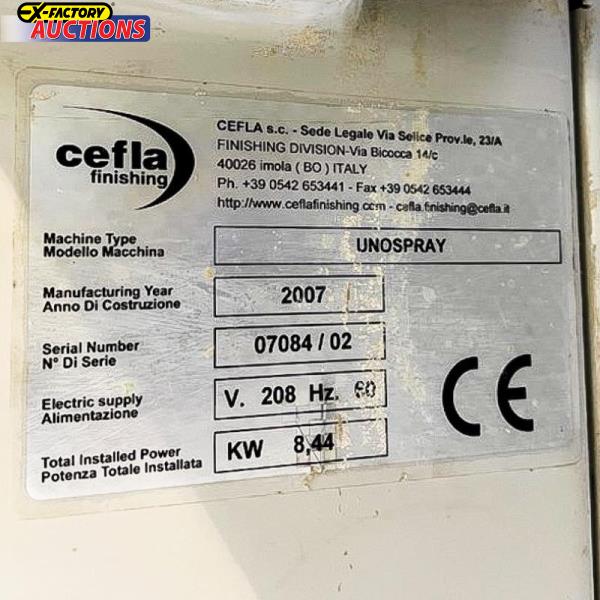 EX-FACTORY
AUCTIONS
cefla
finishing
CEFLA s.c. - Sede Legale Via Selice Prov.le, 23/A
FINISHING DIVISION-Via Bicocca 14/c
40026 imola ( BO ) ITALY
Ph. +39 0542 653441 - Fax +39 0542 653444
http://www.ceflafinishing.com - cefla.finishing@cefla.it
Machine Type
Modello Macchina
UNOSPRAY
Manufacturing Year
Anno Di Costruzione
2007
Serial Number
N° Di Serie
07084 / 02
Electric supply
Alimentazione
V. 208 Hz. 60
CE
Total Installed Power
Potenza Totale Installata
KW 8,44